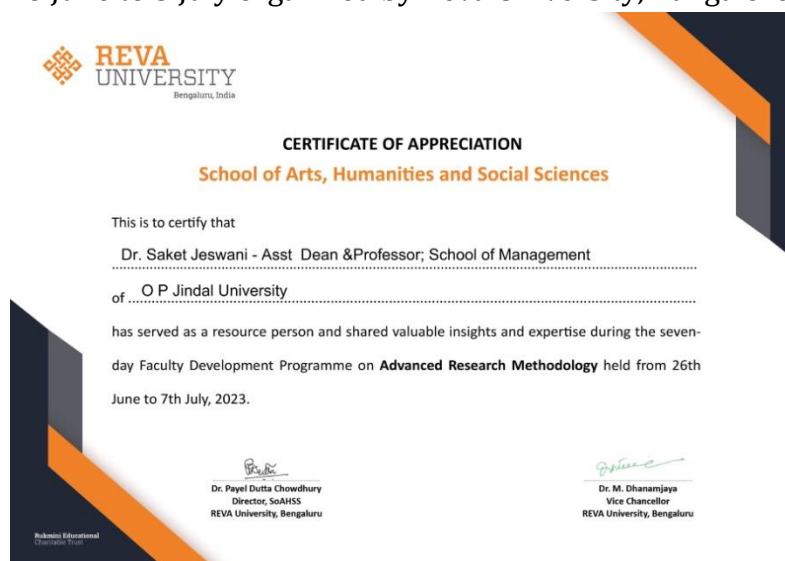 REVA
UNIVERSITY
Bengaluru, India
CERTIFICATE OF APPRECIATION
School of Arts, Humanities and Social Sciences
This is to certify that
Dr. Saket Jeswani - Asst Dean &Professor; School of Management
of O P Jindal University
has served as a resource person and shared valuable insights and expertise during the seven-
day Faculty Development Programme on Advanced Research Methodology held from 26th
June to 7th July, 2023.
Dr. Payel Dutta Chowdhury
Director, SoAHSS
REVA University, Bengaluru
Dr. M. Dhanamjaya
Vice Chancellor
REVA University, Bengaluru
Rukmini Educational
Charitable Trust